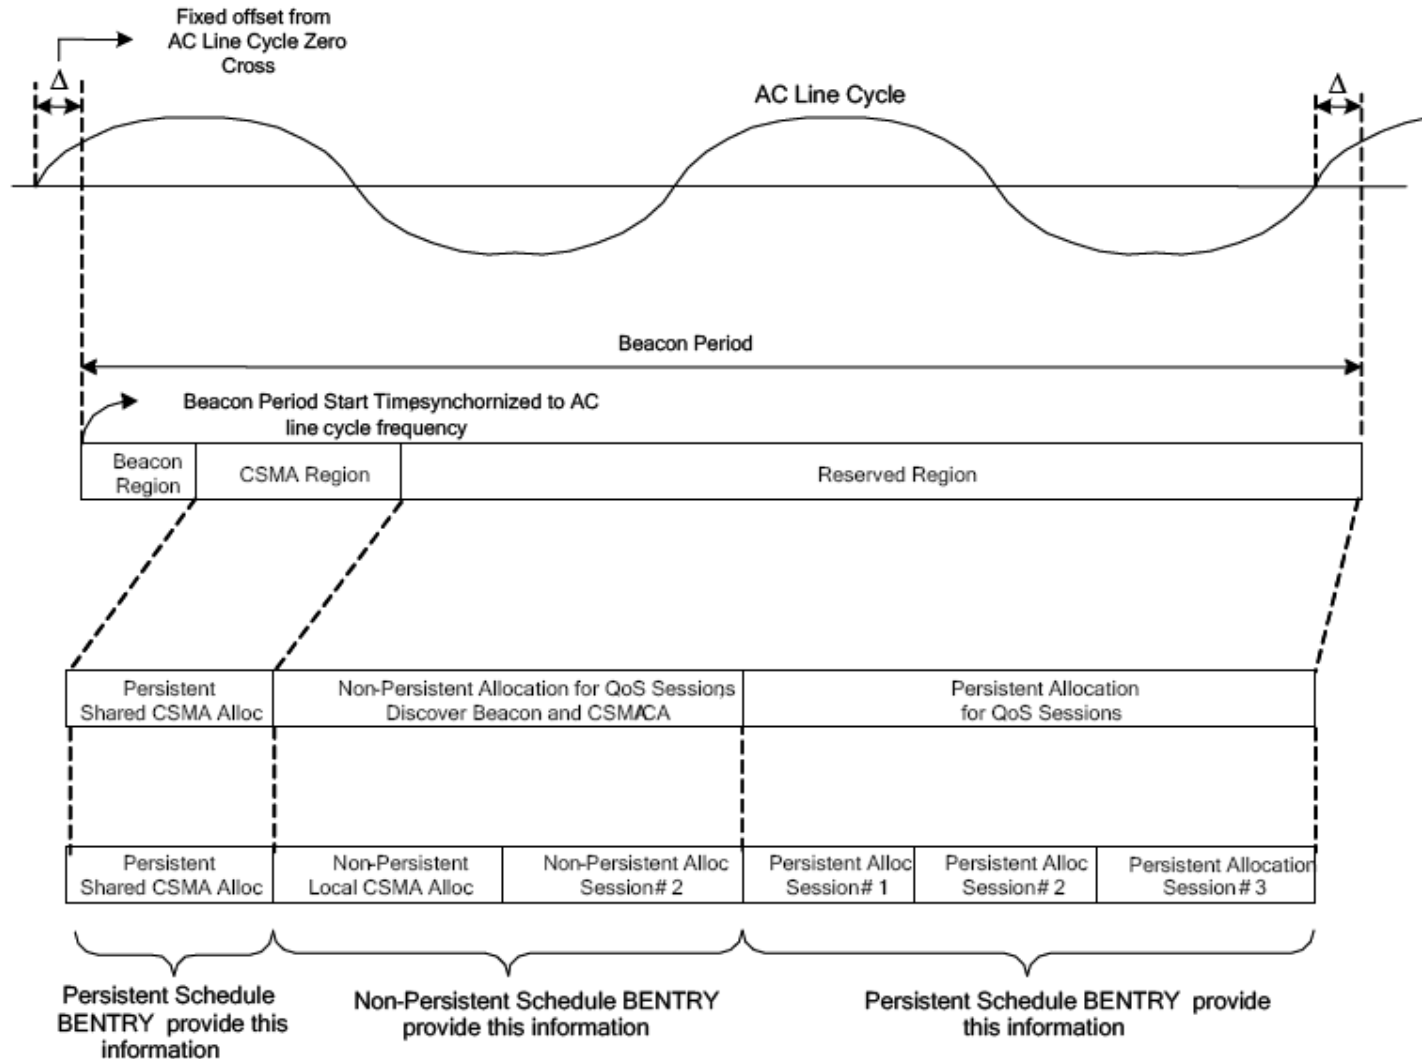 Fixed offset from
AC Line Cycle Zero
Cross
Δ
AC Line Cycle
Δ
Beacon Period
Beacon Period Start Time,synchornized to AC
line cycle frequency
Beacon
Region
CSMA Region
Reserved Region
Persistent
Shared CSMA Alloc
Non-Persistent Allocation for QoS Sessions,
Discover Beacon and CSMA/CA
Persistent Allocation
for QoS Sessions
Persistent
Shared CSMA Alloc
Non-Persistent
Local CSMA Alloc
Non-Persistent Alloc
Session# 2
Persistent Alloc
Session# 1
Persistent Alloc
Session# 2
Persistent Allocation
Session# 3
Persistent Schedule
BENTRY provide this
information
Non-Persistent Schedule BENTRY
provide this information
Persistent Schedule BENTRY provide
this information